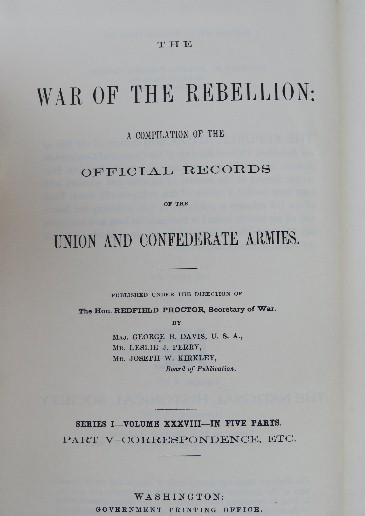 THE
WAR OF THE REBELLION:
A COMPILATION OF THE
OFFICIAL RECORDS
OF THE
UNION AND CONFEDERATE ARMIES.
PUBLISHED UNDER THE DIRECTION OF
The Hon. REDFIELD PROCTOR, Secretary of War.
BY
MAJ. GEORGE B. DAVIS, U. S. A.,
MR. LESLIE J. PERRY,
MR. JOSEPH W. KIRKLEY,
Board of Publication.
SERIES I—VOLUME XXXVIII—IN FIVE PARTS.
PART V—CORRESPONDENCE, ETC.
WASHINGTON:
GOVERNMENT PRINTING OFFICE.